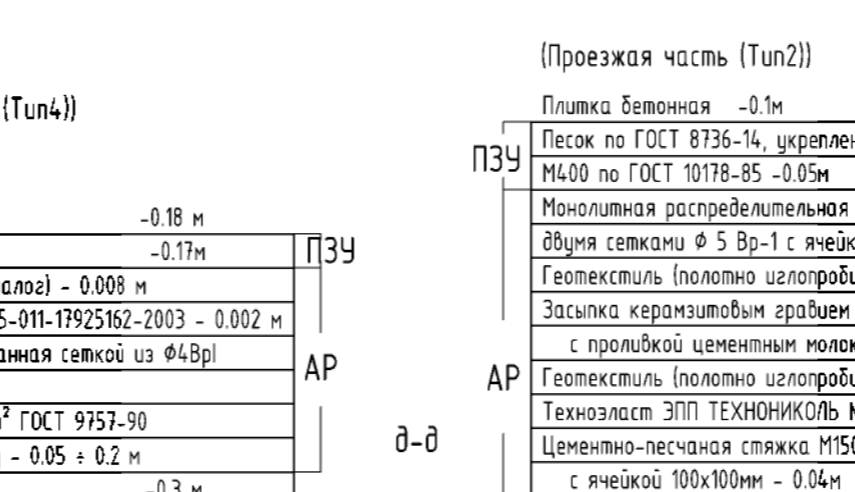 (Тип4))
-0.18 м
-0.17м
ПЗУ
алог) - 0.008 м
5-011-17925162-2003 - 0.002 м
анная сеткой из Ф4ВрI
АР
² ГОСТ 9757-90
- 0.05 ÷ 0.2 м
-0.3 м
д-д
(Проезжая часть (Тип2))
Плитка бетонная -0.1м
ПЗУ
Песок по ГОСТ 8736-14, укреплен
М400 по ГОСТ 10178-85 -0.05м
Монолитная распределительная
двумя сетками Ф 5 Вр-1 с ячейк
Геотекстиль (полотно иглопроби
Засыпка керамзитовым гравием
с проливкой цементным молок
АР
Геотекстиль (полотно иглопроби
Техноэласт ЭПП ТЕХНОНИКОЛЬ
Цементно-песчаная стяжка М150
с ячейкой 100х100мм - 0.04м